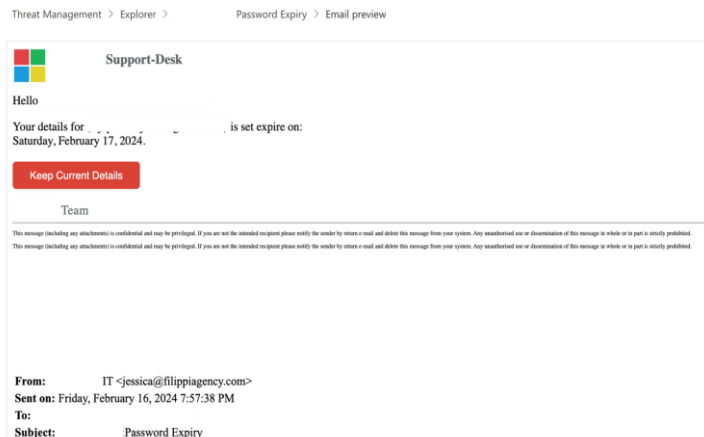 Threat Management > Explorer > Password Expiry > Email preview
Support-Desk
Hello
Your details for is set expire on:
Saturday, February 17, 2024.
Keep Current Details
Team
This message (including any attachments) is confidential and may be privileged. If you are not the intended recipient please notify the sender by return e-mail and delete this message from your system. Any unauthorised use or dissemination of this message in whole or in part is strictly prohibited.
This message (including any attachments) is confidential and may be privileged. If you are not the intended recipient please notify the sender by return e-mail and delete this message from your system. Any unauthorised use or dissemination of this message in whole or in part is strictly prohibited.
From: IT <jessica@filippiagency.com>
Sent on: Friday, February 16, 2024 7:57:38 PM
To:
Subject: :Password Expiry